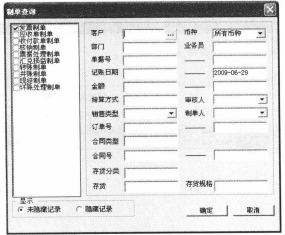 制单查询
发票制单
应收单制单
收付款单制单
核销制单
票据处理制单
汇兑损益制单
转账制单
并账制单
现结制单
坏账处理制单
客户 ... 币种 所有币种
部门 业务员
单据号
记账日期 2009-06-29
金额
结算方式 审核人
销售类型 制单人
订单号
合同类型
合同号
存货分类
存货 存货规格
显示
未隐藏记录 隐藏记录
确定 取消